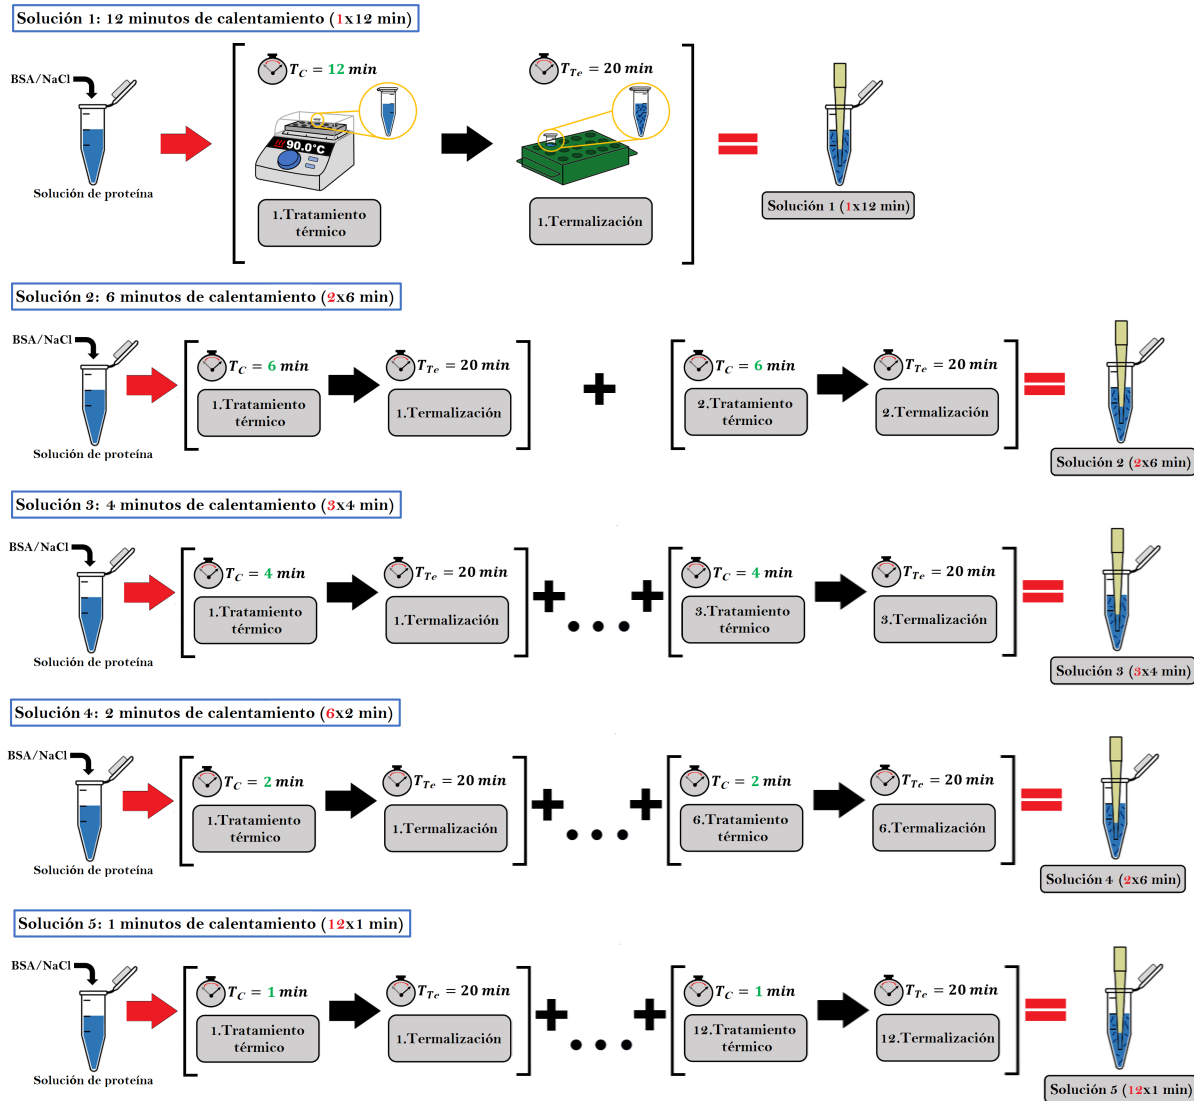 Solución 1: 12 minutos de calentamiento (1x12 min)
BSA/NaCl
Solución de proteína
T_C = 12 min
90.0°C
1.Tratamiento
térmico
T_Te = 20 min
1.Termalización
Solución 1 (1x12 min)
Solución 2: 6 minutos de calentamiento (2x6 min)
BSA/NaCl
Solución de proteína
T_C = 6 min
1.Tratamiento
térmico
T_Te = 20 min
1.Termalización
+
T_C = 6 min
2.Tratamiento
térmico
T_Te = 20 min
2.Termalización
Solución 2 (2x6 min)
Solución 3: 4 minutos de calentamiento (3x4 min)
BSA/NaCl
Solución de proteína
T_C = 4 min
1.Tratamiento
térmico
T_Te = 20 min
1.Termalización
+ ... +
T_C = 4 min
3.Tratamiento
térmico
T_Te = 20 min
3.Termalización
Solución 3 (3x4 min)
Solución 4: 2 minutos de calentamiento (6x2 min)
BSA/NaCl
Solución de proteína
T_C = 2 min
1.Tratamiento
térmico
T_Te = 20 min
1.Termalización
+ ... +
T_C = 2 min
6.Tratamiento
térmico
T_Te = 20 min
6.Termalización
Solución 4 (2x6 min)
Solución 5: 1 minutos de calentamiento (12x1 min)
BSA/NaCl
Solución de proteína
T_C = 1 min
1.Tratamiento
térmico
T_Te = 20 min
1.Termalización
+ ... +
T_C = 1 min
12.Tratamiento
térmico
T_Te = 20 min
12.Termalización
Solución 5 (12x1 min)